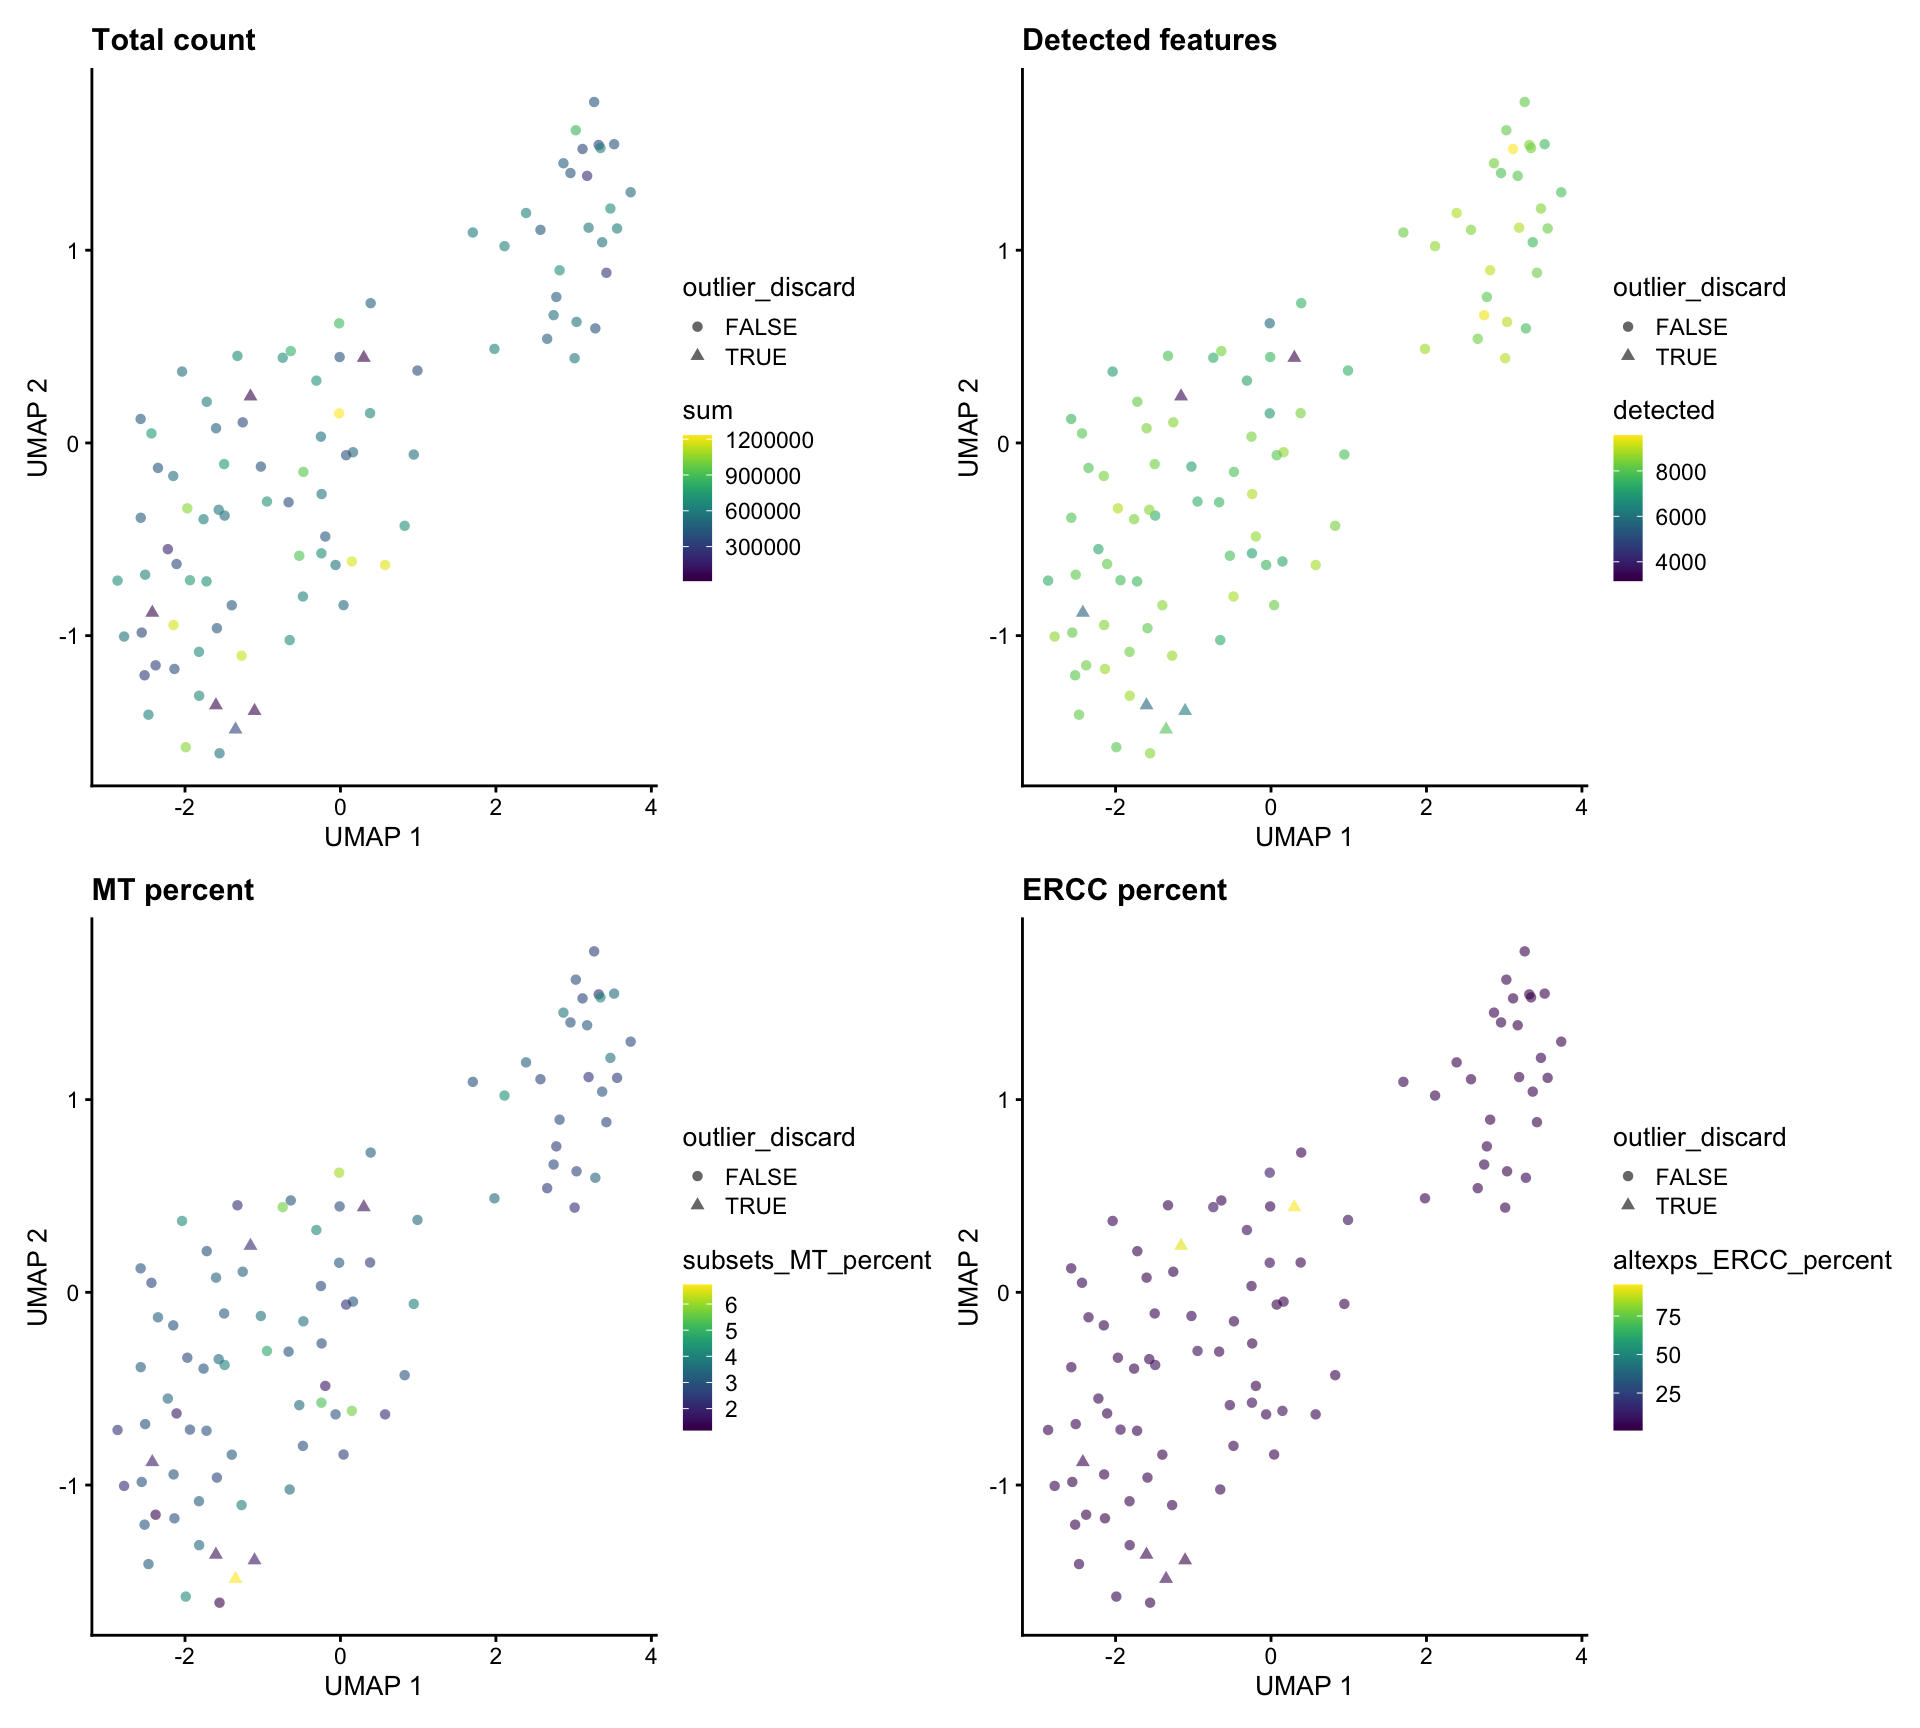 Total count
UMAP 2
1
0
-1
-2
0
2
4
UMAP 1
outlier_discard
FALSE
TRUE
sum
1200000
900000
600000
300000
Detected features
UMAP 2
1
0
-1
-2
0
2
4
UMAP 1
outlier_discard
FALSE
TRUE
detected
8000
6000
4000
MT percent
UMAP 2
1
0
-1
-2
0
2
4
UMAP 1
outlier_discard
FALSE
TRUE
subsets_MT_percent
6
5
4
3
2
ERCC percent
UMAP 2
1
0
-1
-2
0
2
4
UMAP 1
outlier_discard
FALSE
TRUE
altexps_ERCC_percent
75
50
25